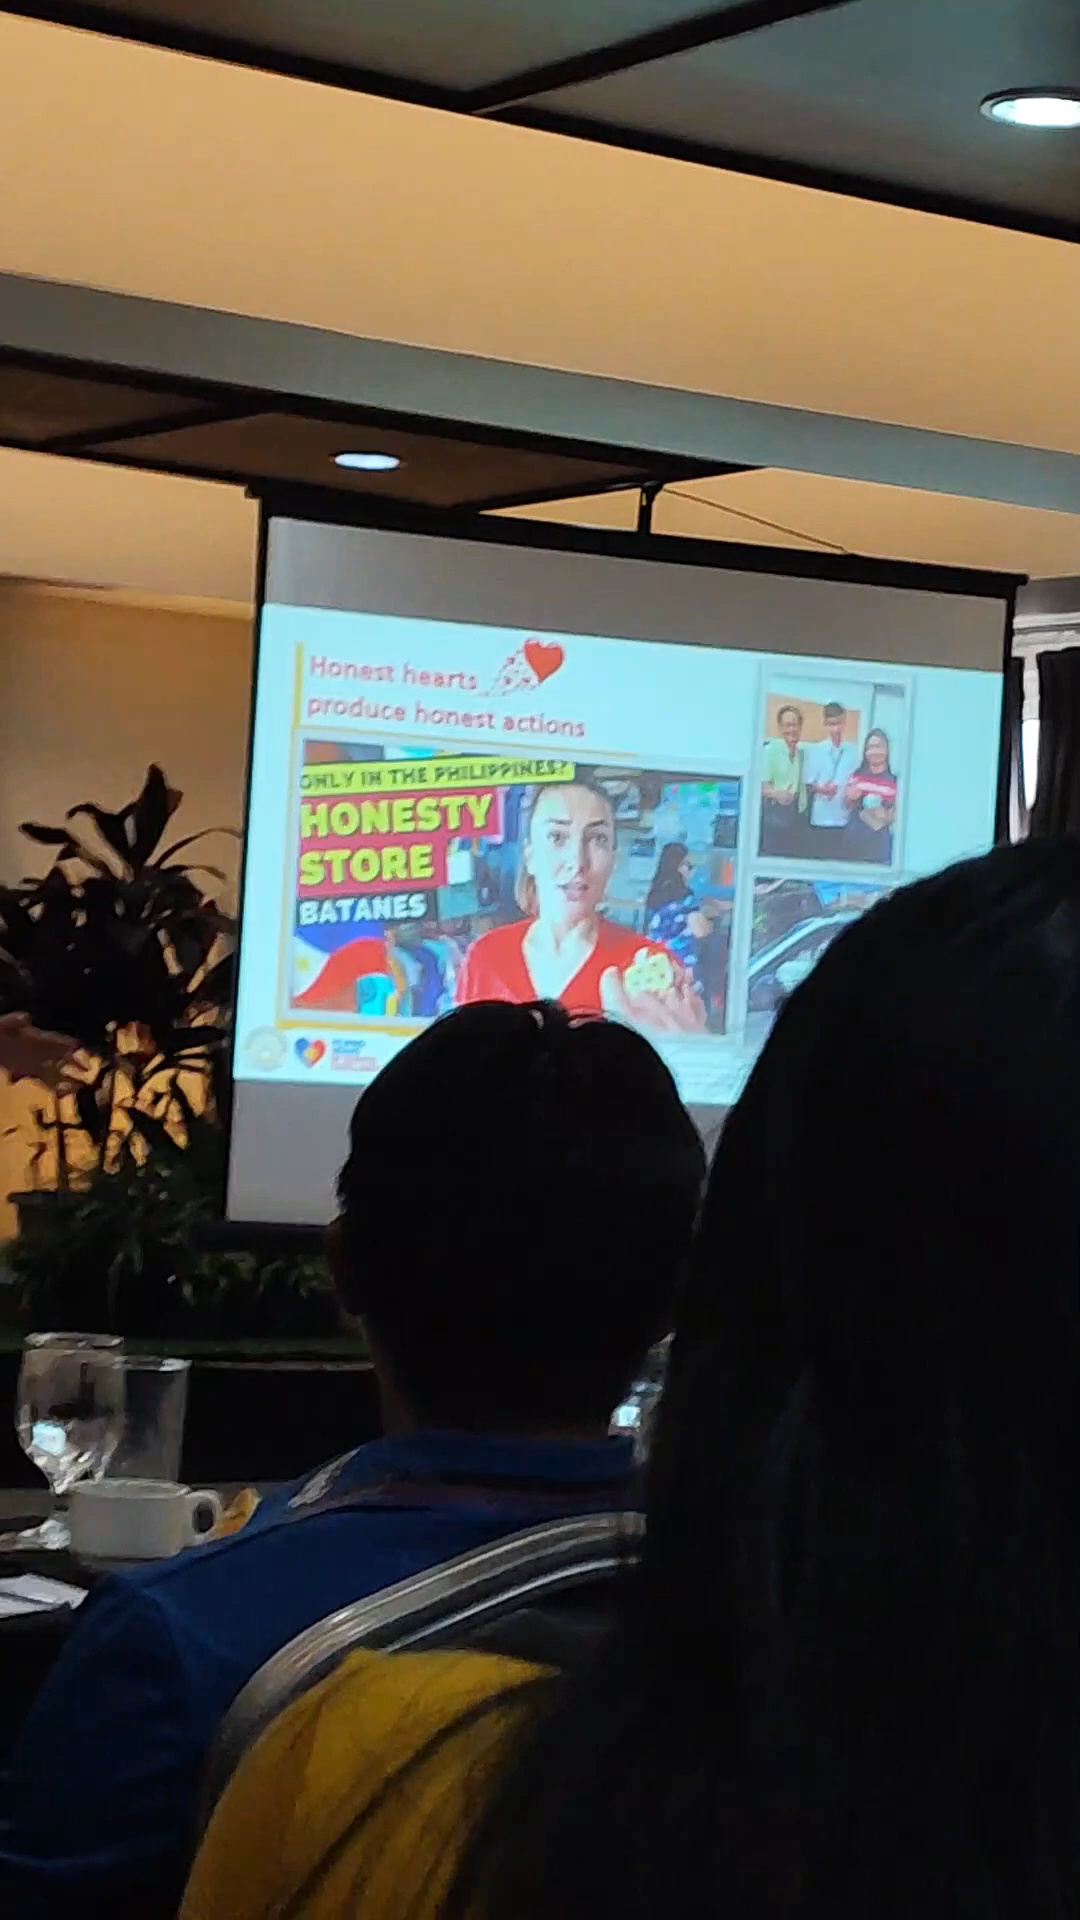 Honest hearts
produce honest actions
ONLY IN THE PHILIPPINES?
HONESTY
STORE
BATANES